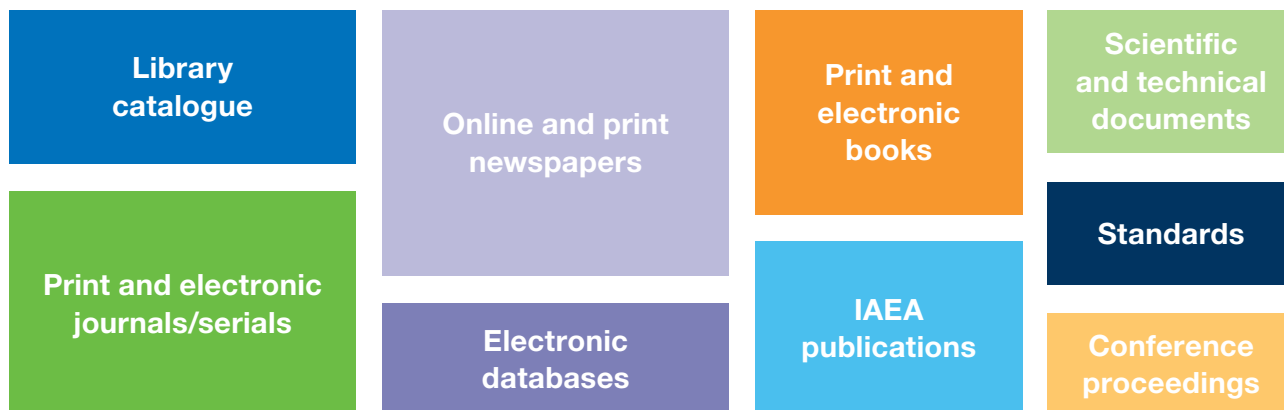 Library
catalogue
Print and electronic
journals/serials
Online and print
newspapers
Electronic
databases
Print and
electronic
books
IAEA
publications
Scientific
and technical
documents
Standards
Conference
proceedings